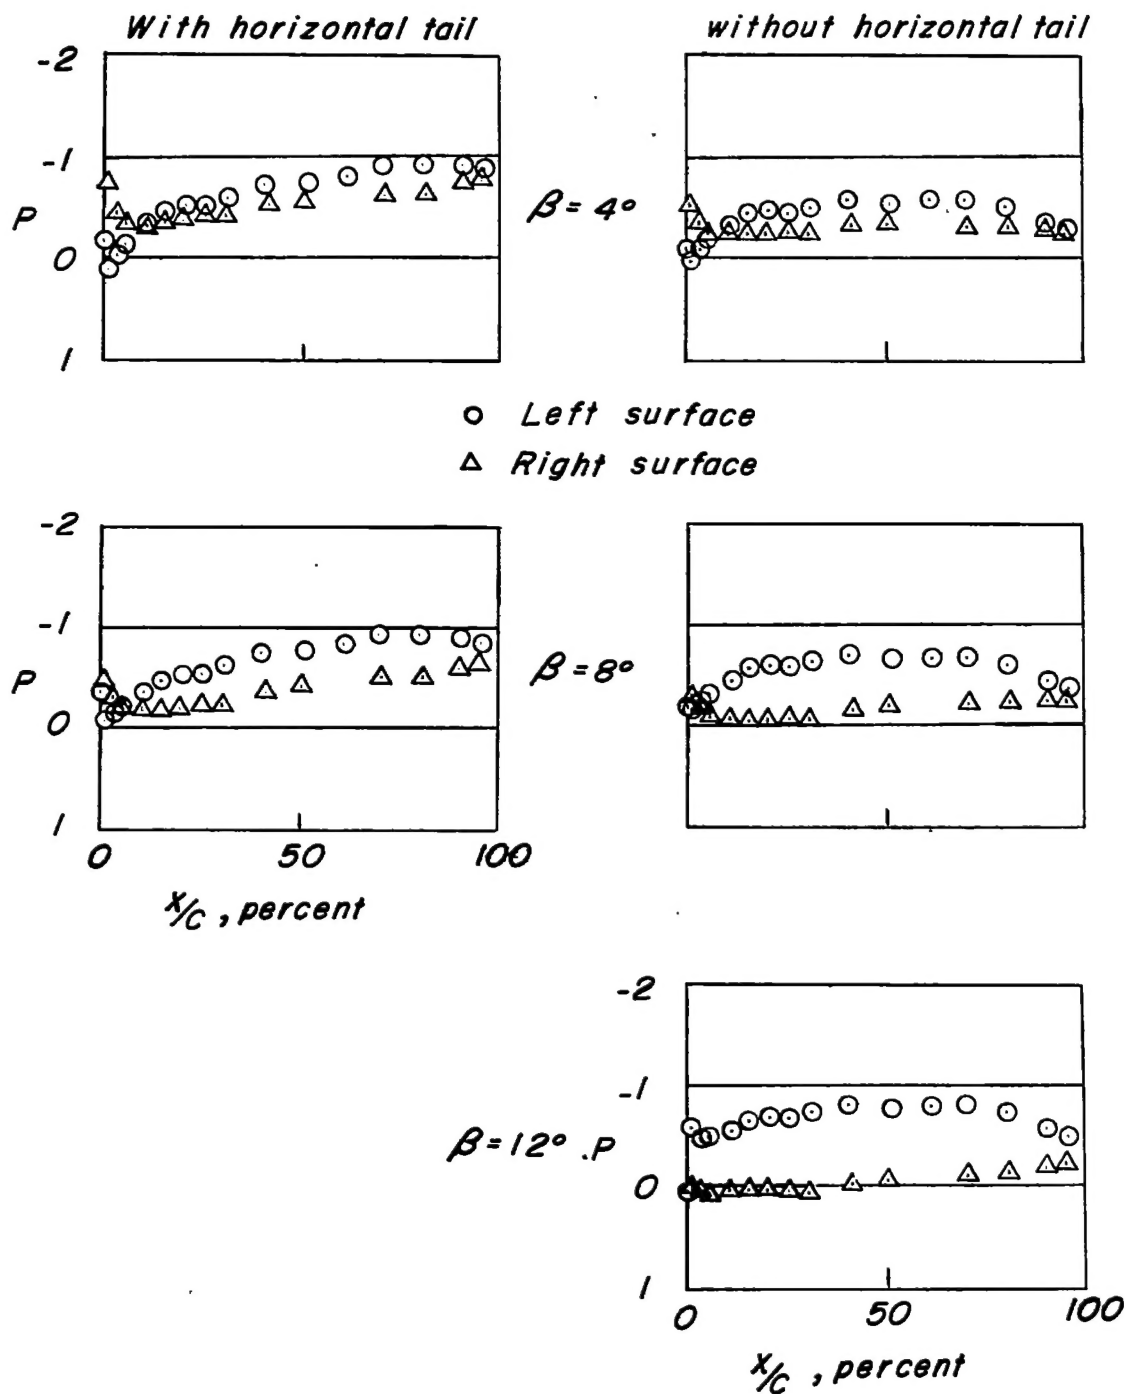 With horizontal tail
without horizontal tail
-2
-1
P
0
1
β = 4°
Left surface
Right surface
-2
-1
P
0
1
0 50 100
x/c, percent
β = 8°
-2
-1
β = 12° .P
0
1
0 50 100
x/c, percent